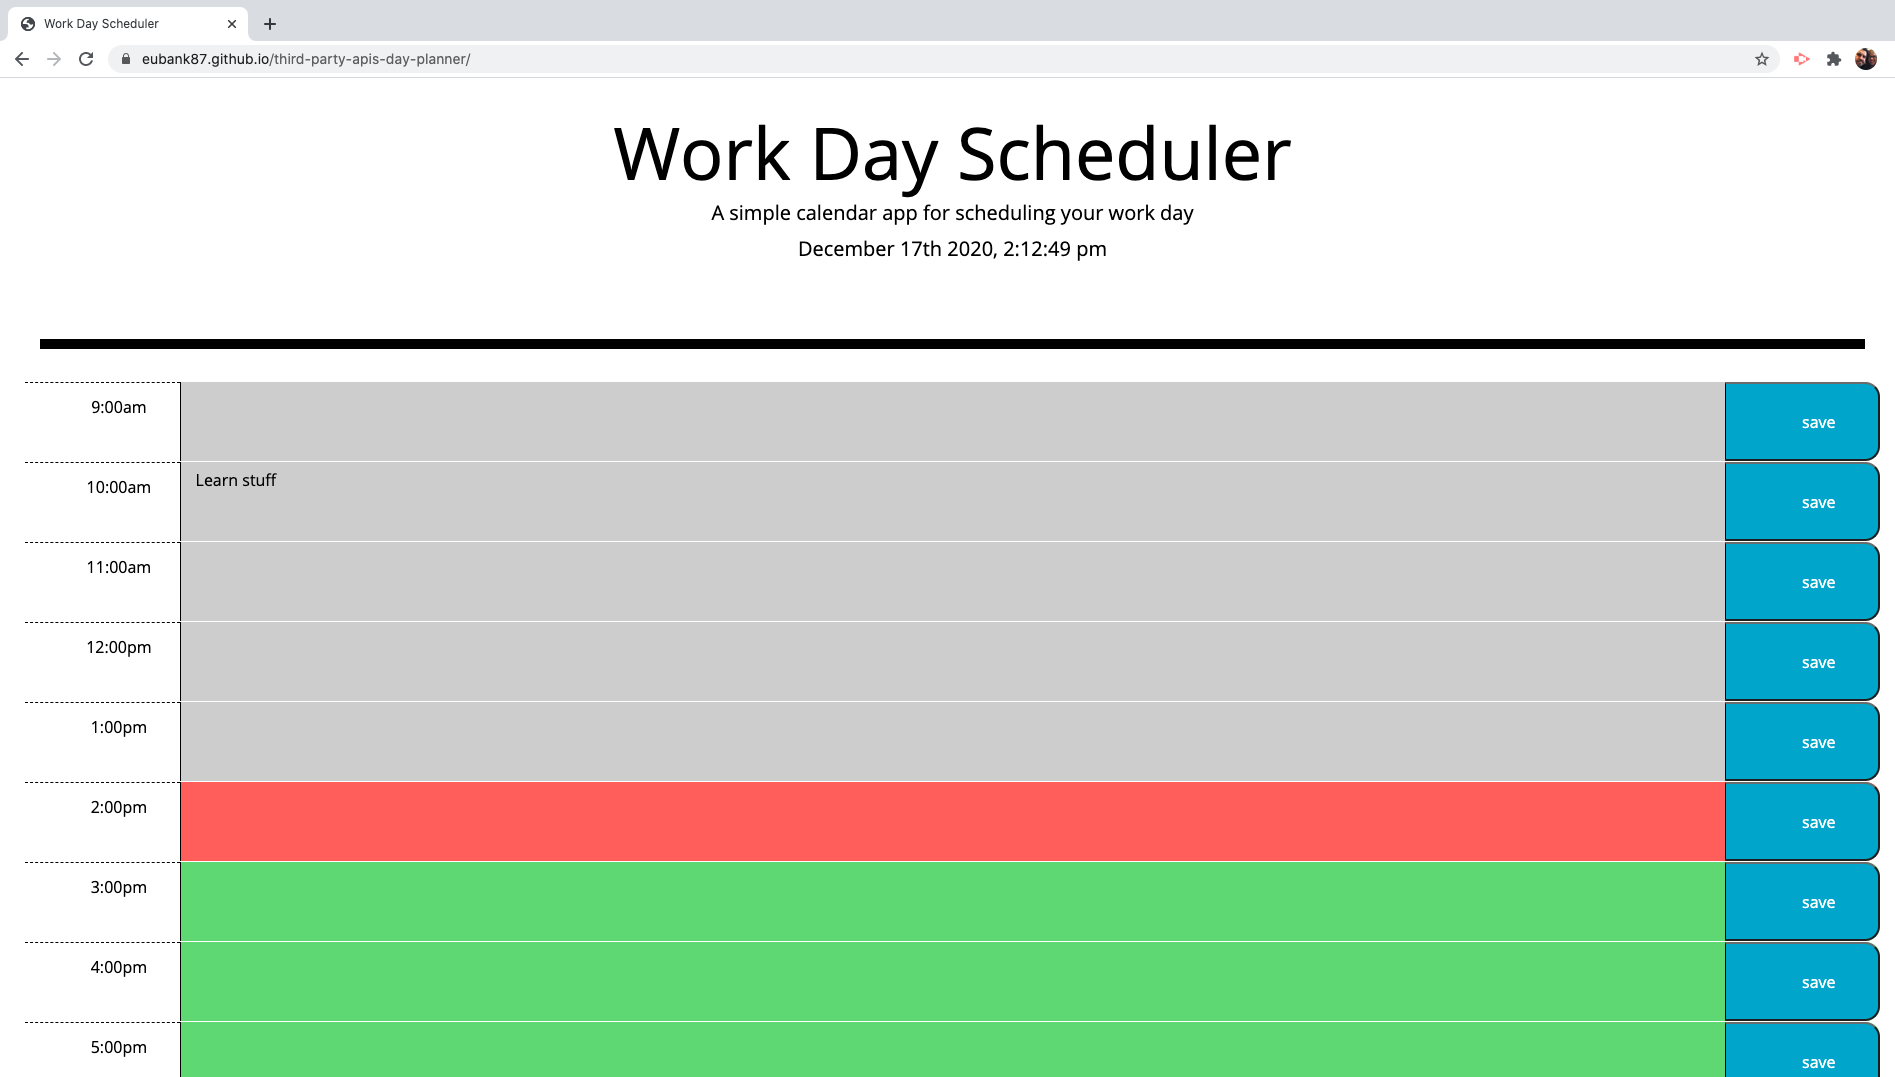 Work Day Scheduler
eubank87.github.io/third-party-apis-day-planner/
Work Day Scheduler
A simple calendar app for scheduling your work day
December 17th 2020, 2:12:49 pm
9:00am save
10:00am Learn stuff save
11:00am save
12:00pm save
1:00pm save
2:00pm save
3:00pm save
4:00pm save
5:00pm save